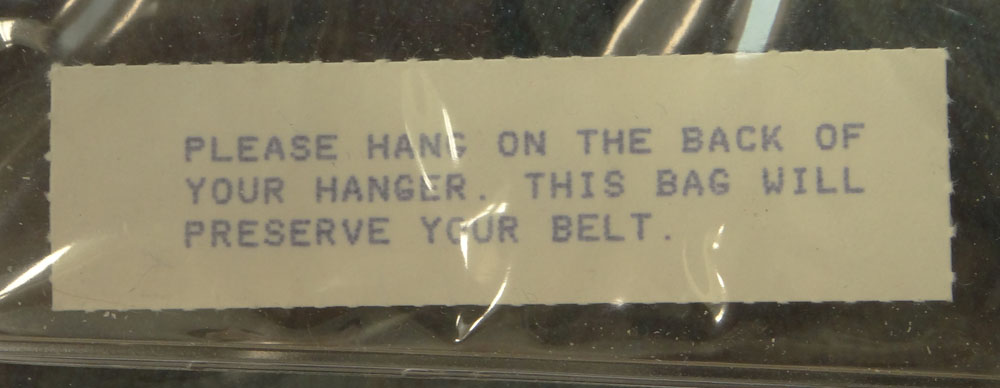 PLEASE HANG ON THE BACK OF
YOUR HANGER. THIS BAG WILL
PRESERVE YOUR BELT.